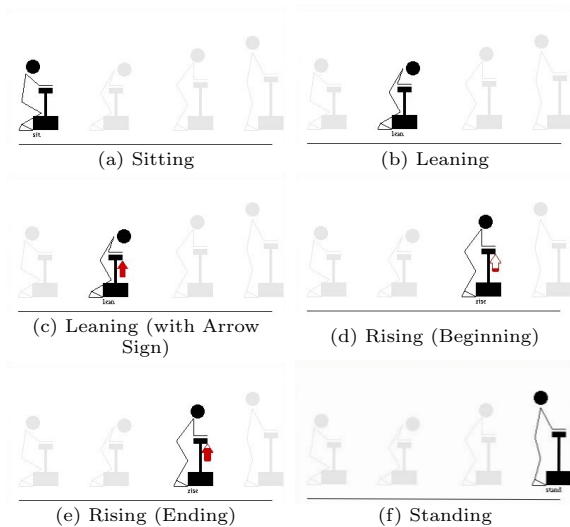 sit
lean
(a) Sitting
(b) Leaning
lean
rise
(c) Leaning (with Arrow
Sign)
(d) Rising (Beginning)
rise
stand
(e) Rising (Ending)
(f) Standing